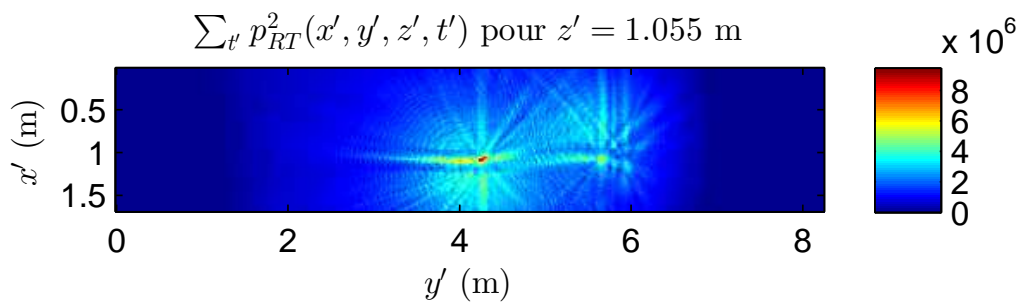 ∑t′ p²RT(x′, y′, z′, t′) pour z′ = 1.055 m
x 10⁶
x′ (m)
0.5
1
1.5
0 2 4 6 8
y′ (m)
8
6
4
2
0